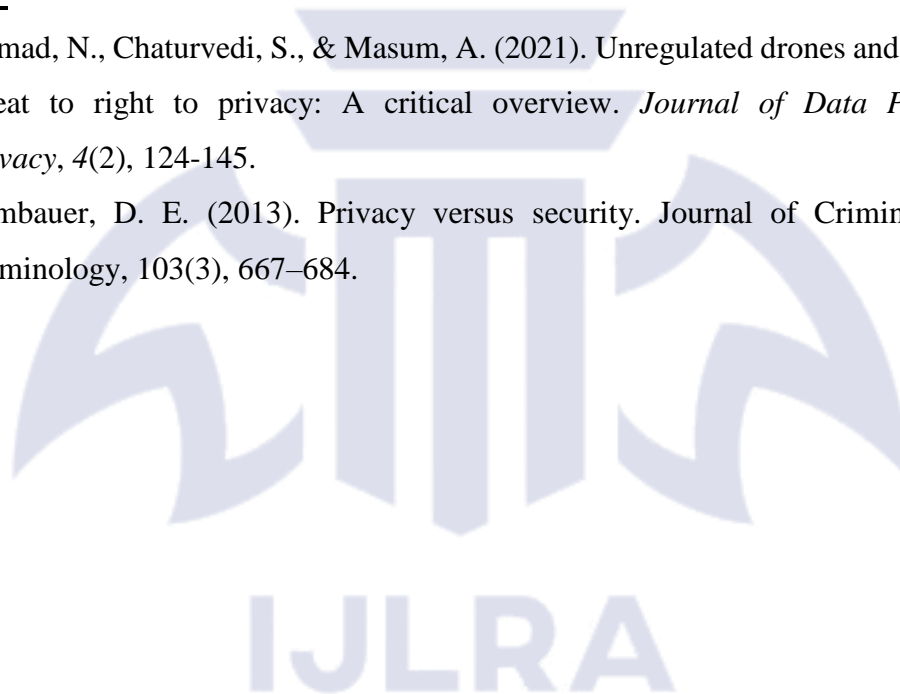 mad, N., Chaturvedi, S., & Masum, A. (2021). Unregulated drones and
eat to right to privacy: A critical overview. Journal of Data P
vacy, 4(2), 124-145.
mbauer, D. E. (2013). Privacy versus security. Journal of Crimin
minology, 103(3), 667–684.
IJLRA